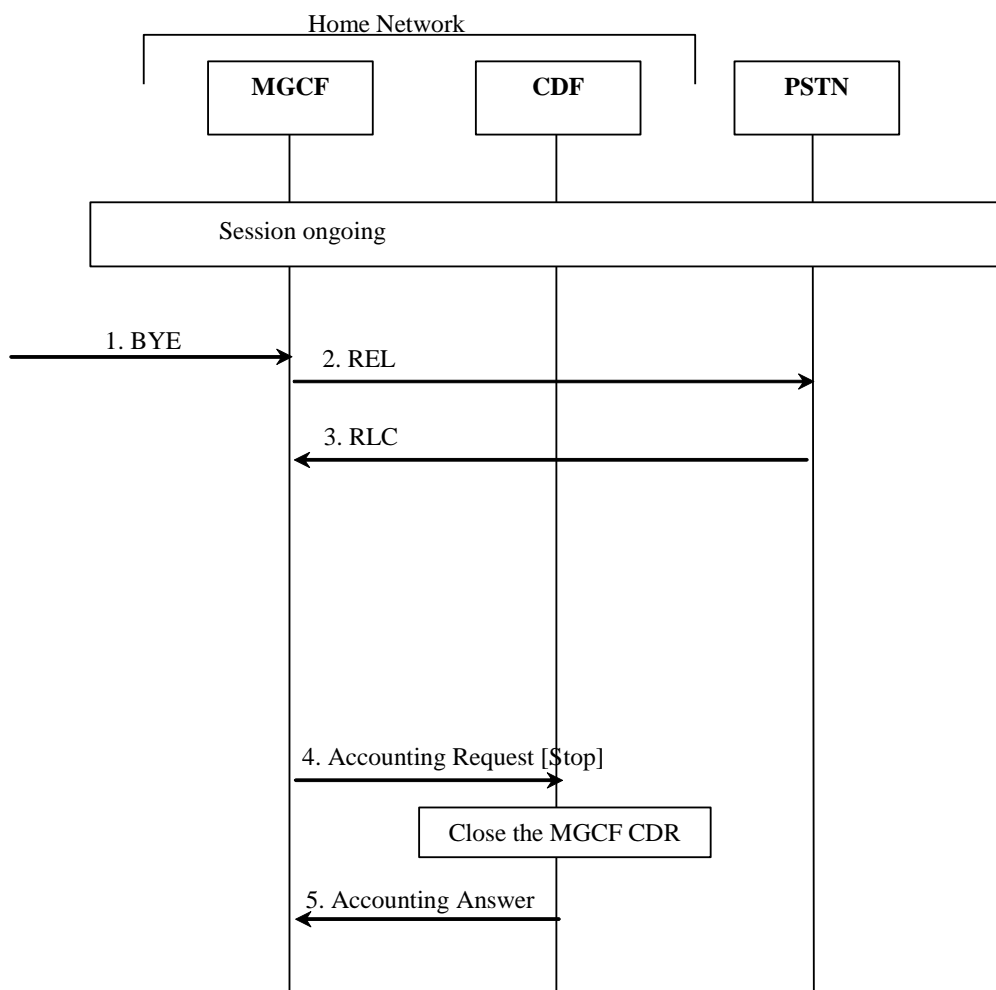 Home Network
MGCF
CDF
PSTN
Session ongoing
1. BYE
2. REL
3. RLC
4. Accounting Request [Stop]
Close the MGCF CDR
5. Accounting Answer